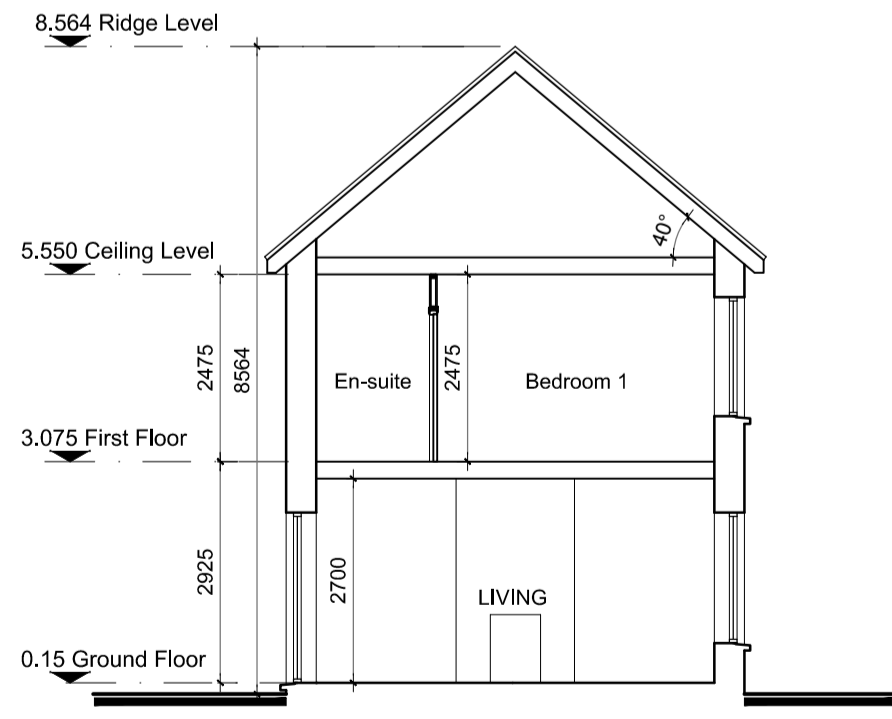 8.564 Ridge Level
40°
5.550 Ceiling Level
2475
8564
En-suite
2475
Bedroom 1
3.075 First Floor
2925
2700
LIVING
0.15 Ground Floor